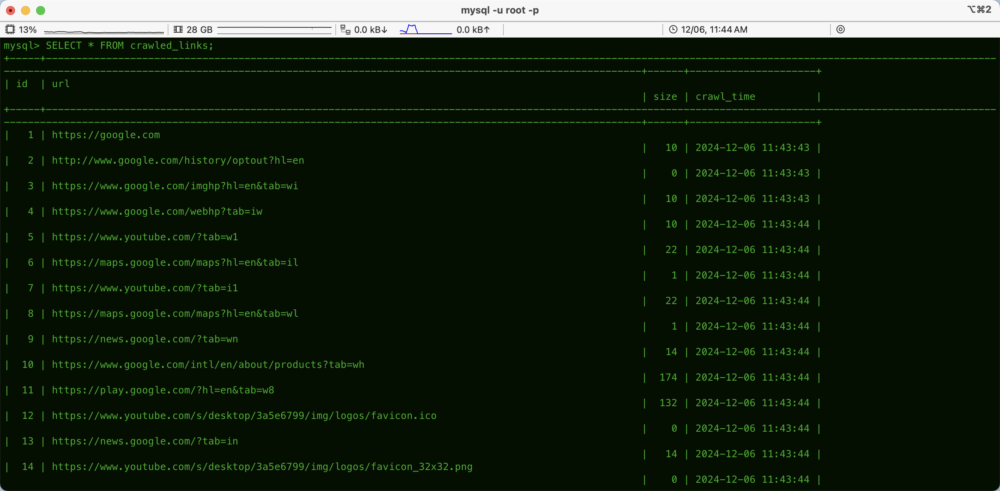 mysql -u root -p ⌥⌘2
13% 28 GB 0.0 kB↓ 0.0 kB↑ 12/06, 11:44 AM
mysql> SELECT * FROM crawled_links;
| id | url
| size | crawl_time |
| 1 | https://google.com
| 10 | 2024-12-06 11:43:43 |
| 2 | http://www.google.com/history/optout?hl=en
| 0 | 2024-12-06 11:43:43 |
| 3 | https://www.google.com/imghp?hl=en&tab=wi
| 10 | 2024-12-06 11:43:43 |
| 4 | https://www.google.com/webhp?tab=iw
| 10 | 2024-12-06 11:43:44 |
| 5 | https://www.youtube.com/?tab=w1
| 22 | 2024-12-06 11:43:44 |
| 6 | https://maps.google.com/maps?hl=en&tab=il
| 1 | 2024-12-06 11:43:44 |
| 7 | https://www.youtube.com/?tab=i1
| 22 | 2024-12-06 11:43:44 |
| 8 | https://maps.google.com/maps?hl=en&tab=wl
| 1 | 2024-12-06 11:43:44 |
| 9 | https://news.google.com/?tab=wn
| 14 | 2024-12-06 11:43:44 |
| 10 | https://www.google.com/intl/en/about/products?tab=wh
| 174 | 2024-12-06 11:43:44 |
| 11 | https://play.google.com/?hl=en&tab=w8
| 132 | 2024-12-06 11:43:44 |
| 12 | https://www.youtube.com/s/desktop/3a5e6799/img/logos/favicon.ico
| 0 | 2024-12-06 11:43:44 |
| 13 | https://news.google.com/?tab=in
| 14 | 2024-12-06 11:43:44 |
| 14 | https://www.youtube.com/s/desktop/3a5e6799/img/logos/favicon_32x32.png
| 0 | 2024-12-06 11:43:44 |